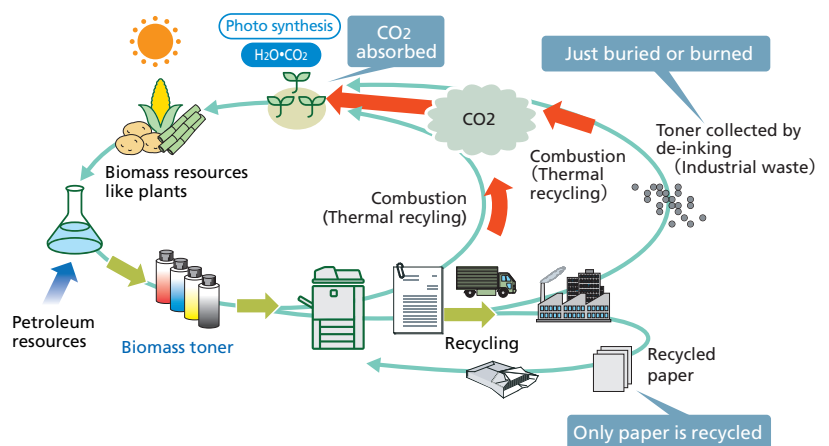 Photo synthesis
H2O•CO2
CO2
absorbed
Just buried or burned
CO2
Toner collected by
de-inking
(Industrial waste)
Combustion
(Thermal
recycling)
Biomass resources
like plants
Combustion
(Thermal recyling)
Petroleum
resources
Biomass toner
Recycling
Recycled
paper
Only paper is recycled